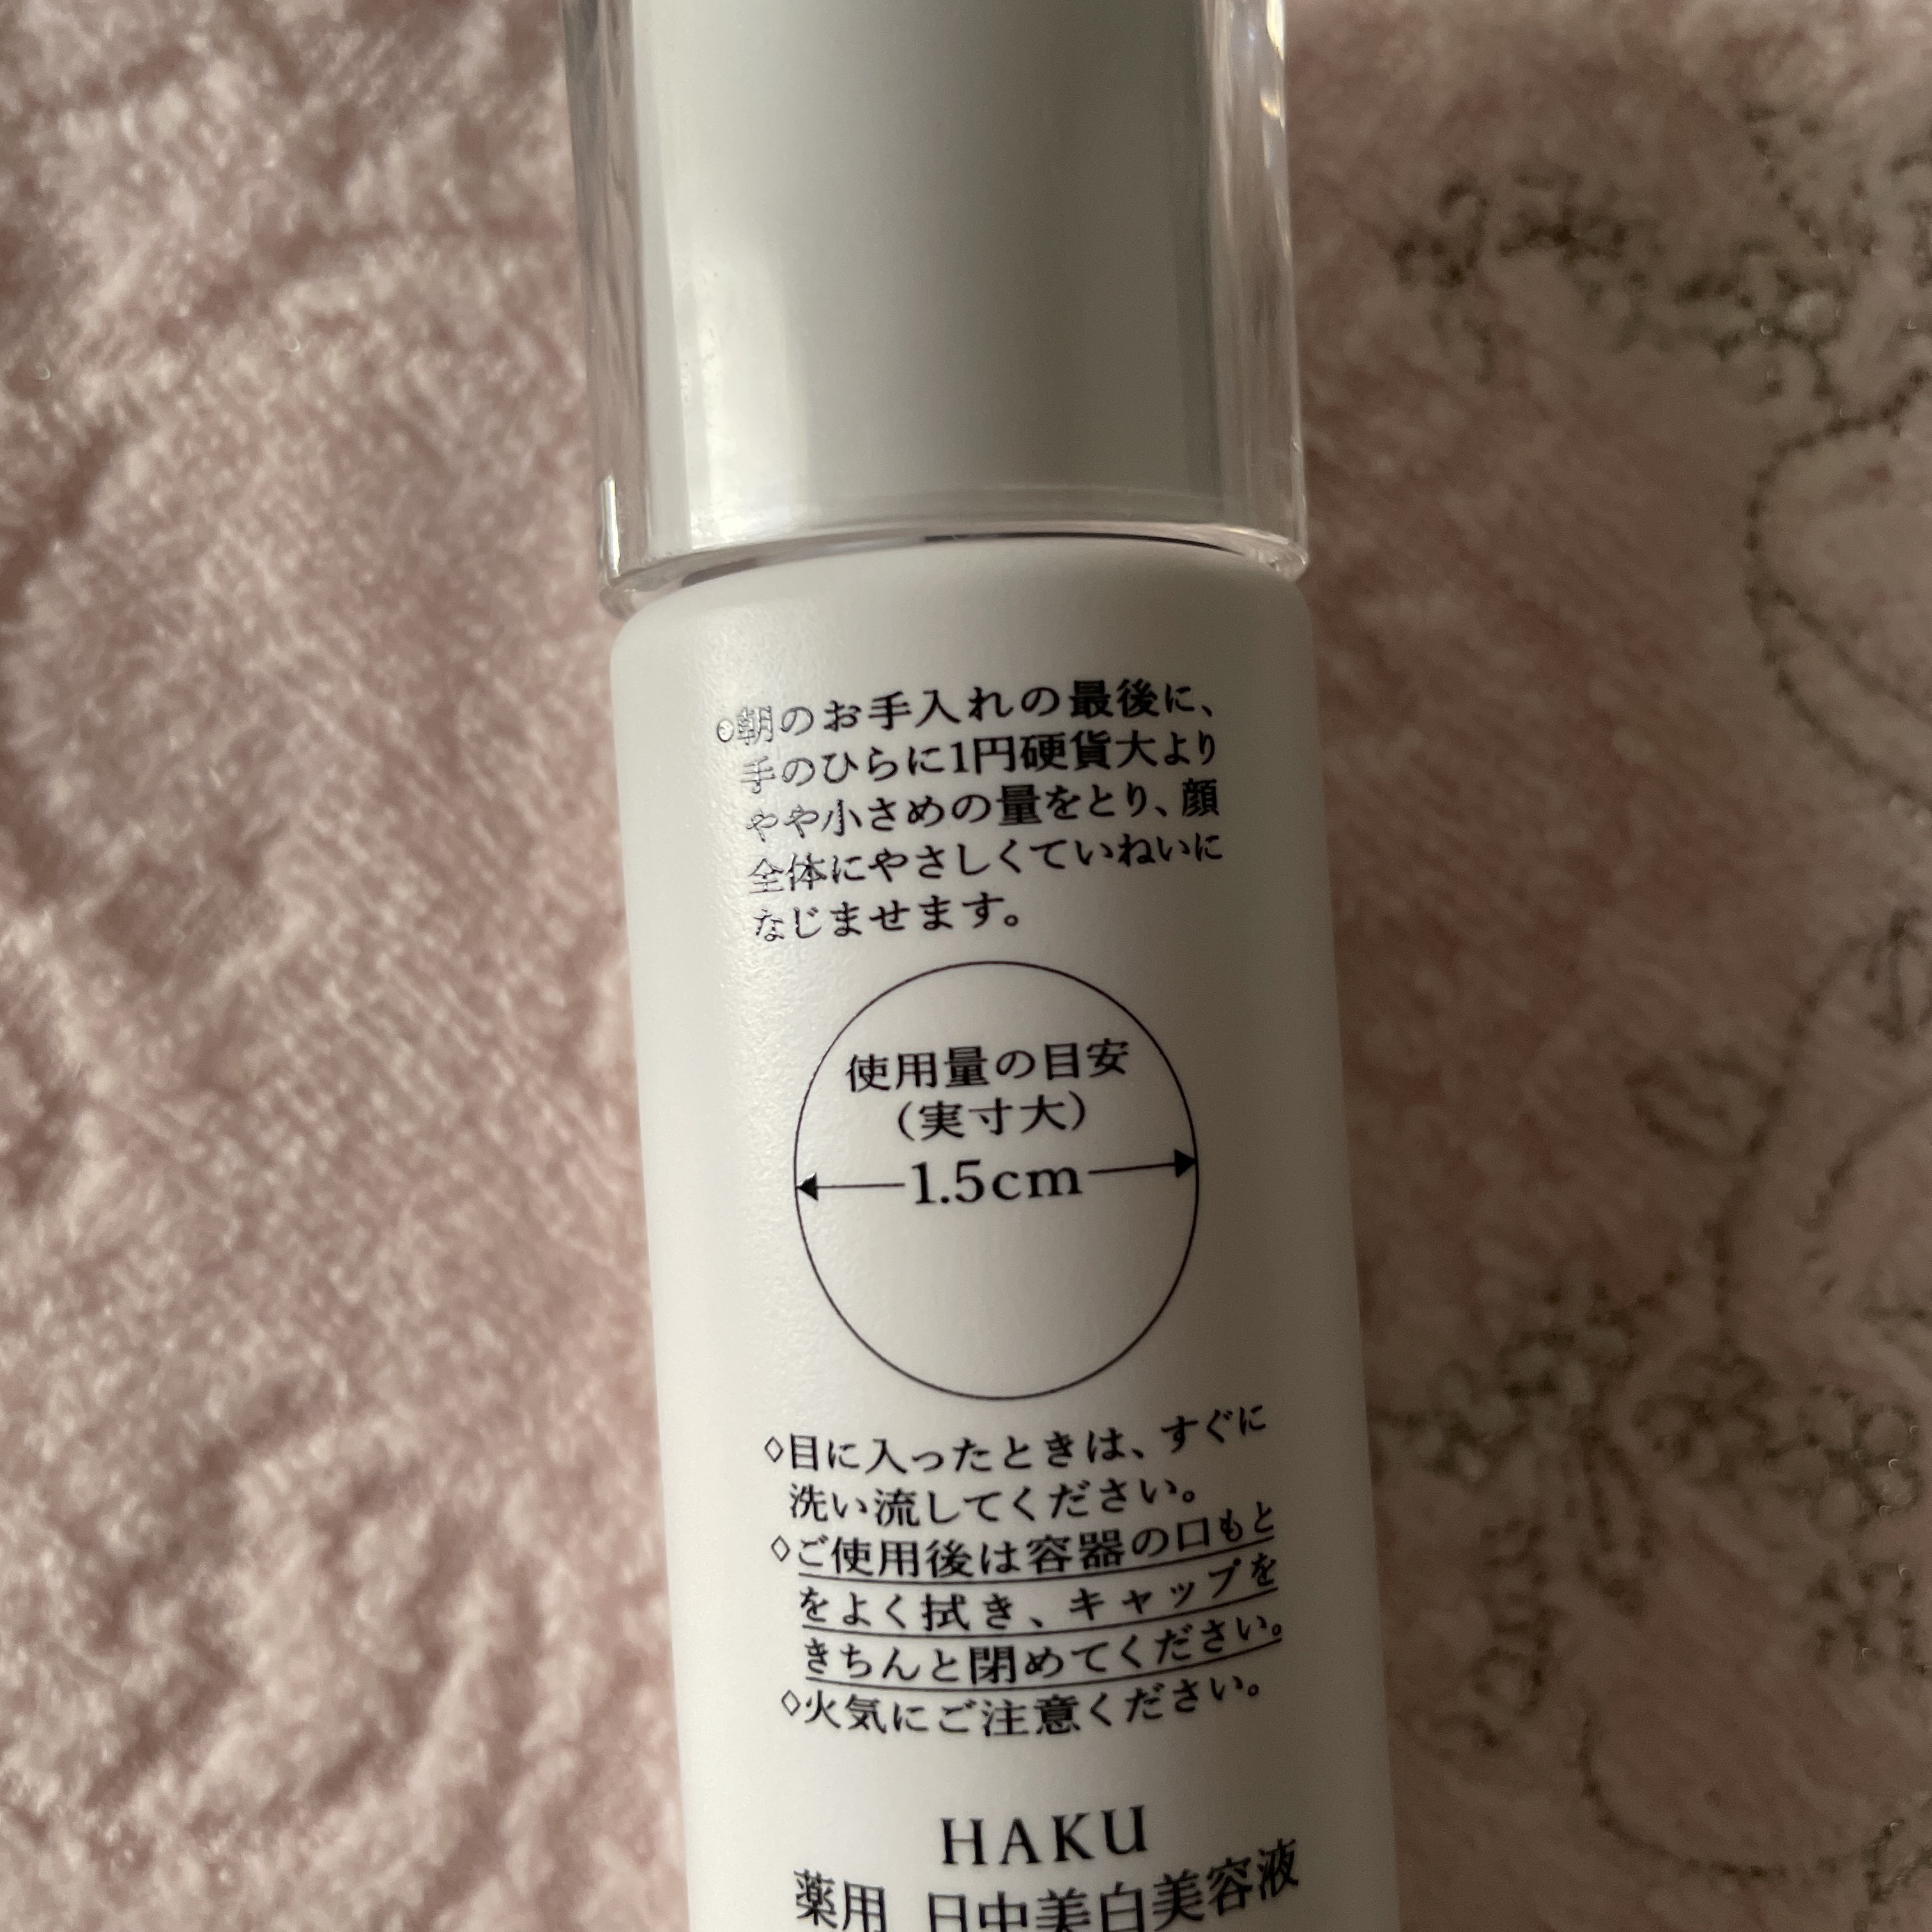 ◎朝のお手入れの最後に、
手のひらに1円硬貨大より
やや小さめの量をとり、顔
全体にやさしくていねいに
なじませます。
使用量の目安
（実寸大）
1.5cm
◇目に入ったときは、すぐに
洗い流してください。
◇ご使用後は容器の口もと
をよく拭き、キャップを
きちんと閉めてください。
◇火気にご注意ください。
HAKU
薬用 日中美白美容液